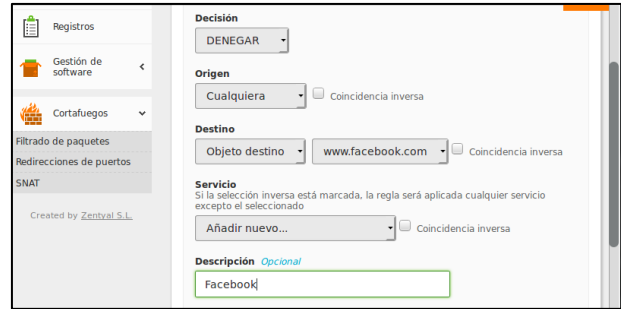 Registros
Gestión de
software
Cortafuegos
Filtrado de paquetes
Redirecciones de puertos
SNAT
Created by Zentyal S.L.
Decisión
DENEGAR
Origen
Cualquiera
Coincidencia inversa
Destino
Objeto destino
www.facebook.com
Coincidencia inversa
Servicio
Si la selección inversa está marcada, la regla será aplicada cualquier servicio
excepto el seleccionado
Añadir nuevo...
Coincidencia inversa
Descripción Opcional
Facebook